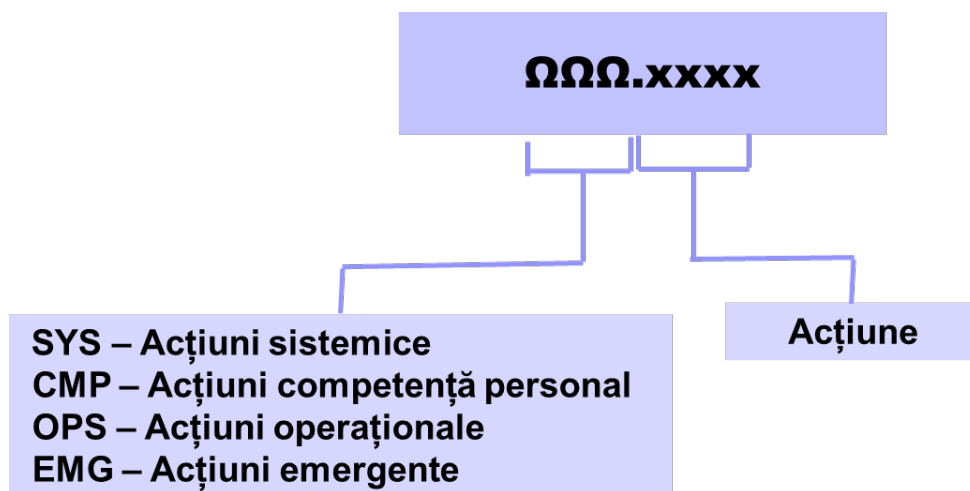 ΩΩΩ.xxxx
SYS – Acțiuni sistemice
CMP – Acțiuni competență personal
OPS – Acțiuni operaționale
EMG – Acțiuni emergente
Acțiune